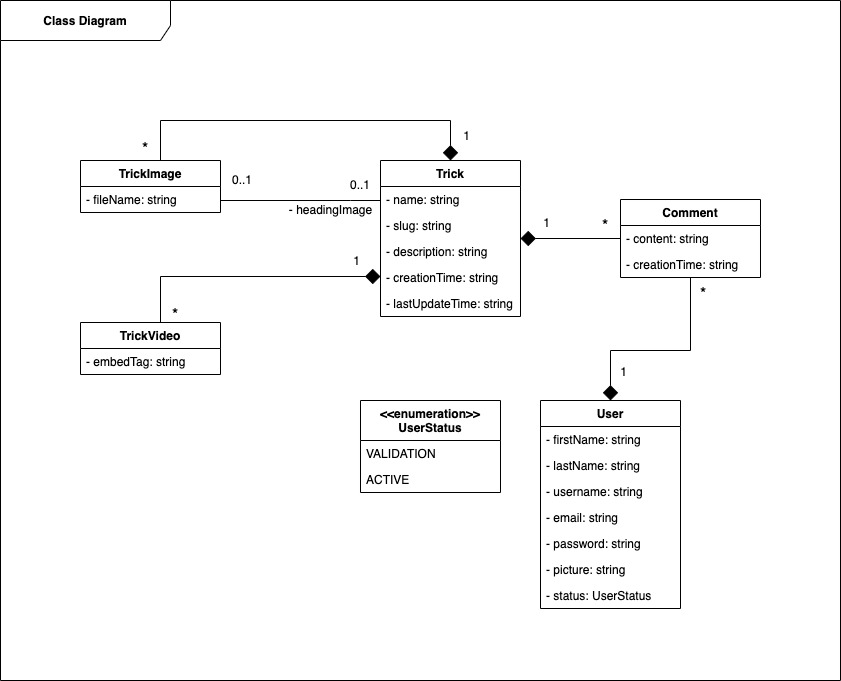 Class Diagram
1
*
TrickImage
- fileName: string
0..1
0..1
- headingImage
Trick
- name: string
- slug: string
- description: string
- creationTime: string
- lastUpdateTime: string
1
*
Comment
- content: string
- creationTime: string
1
*
TrickVideo
- embedTag: string
*
1
<<enumeration>>
UserStatus
VALIDATION
ACTIVE
User
- firstName: string
- lastName: string
- username: string
- email: string
- password: string
- picture: string
- status: UserStatus